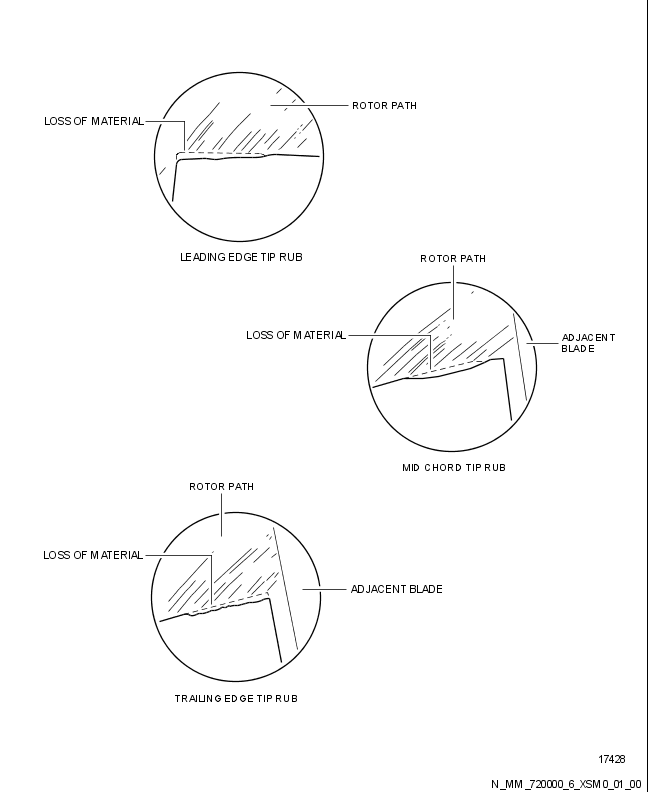 ROTOR PATH
LOSS OF MATERIAL
LEADING EDGE TIP RUB
ROTOR PATH
LOSS OF MATERIAL
ADJACENT
BLADE
MID CHORD TIP RUB
ROTOR PATH
LOSS OF MATERIAL
ADJACENT BLADE
TRAILING EDGE TIP RUB
17428
N_MM_720000_6_XSM0_01_00